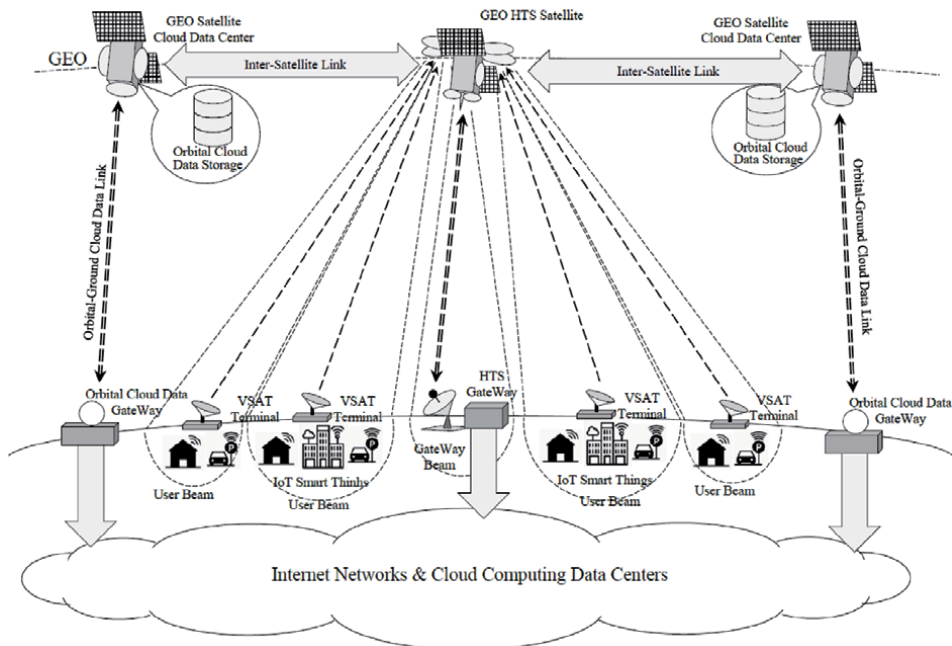 GEO HTS Satellite
GEO Satellite
Cloud Data Center
GEO Satellite
Cloud Data Center
GEO
Inter-Satellite Link
Inter-Satellite Link
Orbital Cloud
Data Storage
Orbital Cloud
Data Storage
Orbital-Ground Cloud Data Link
Orbital-Ground Cloud Data Link
Orbital Cloud Data
GateWay
VSAT
Terminal
VSAT
Terminal
HTS
GateWay
VSAT
Terminal
VSAT
Terminal
Orbital Cloud Data
GateWay
GateWay
Beam
P
P
P
P
User Beam
IoT Smart Thinhs
User Beam
IoT Smart Things
User Beam
User Beam
Internet Networks & Cloud Computing Data Centers